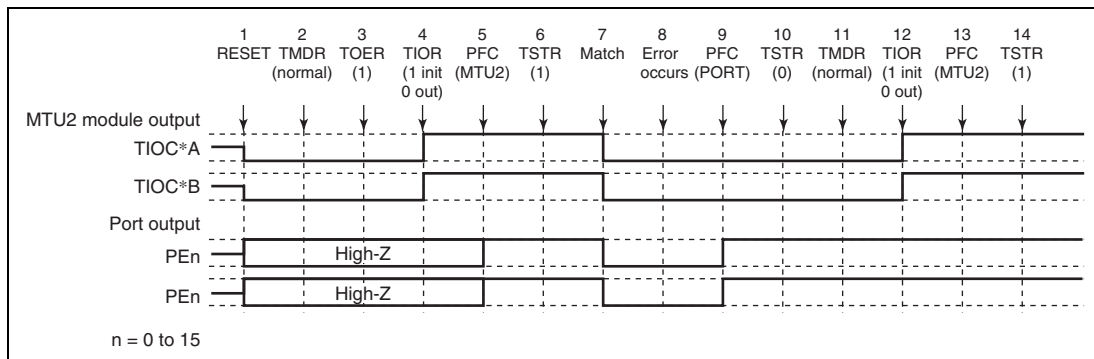 1 2 3 4 5 6 7 8 9 10 11 12 13 14
RESET TMDR TOER TIOR PFC TSTR Match Error PFC TSTR TMDR TIOR PFC TSTR
(normal) (1) (1 init (MTU2) (1) occurs (PORT) (0) (normal) (1 init (MTU2) (1)
0 out) 0 out)
MTU2 module output
TIOC*A
TIOC*B
Port output
PEn High-Z
PEn High-Z
n = 0 to 15